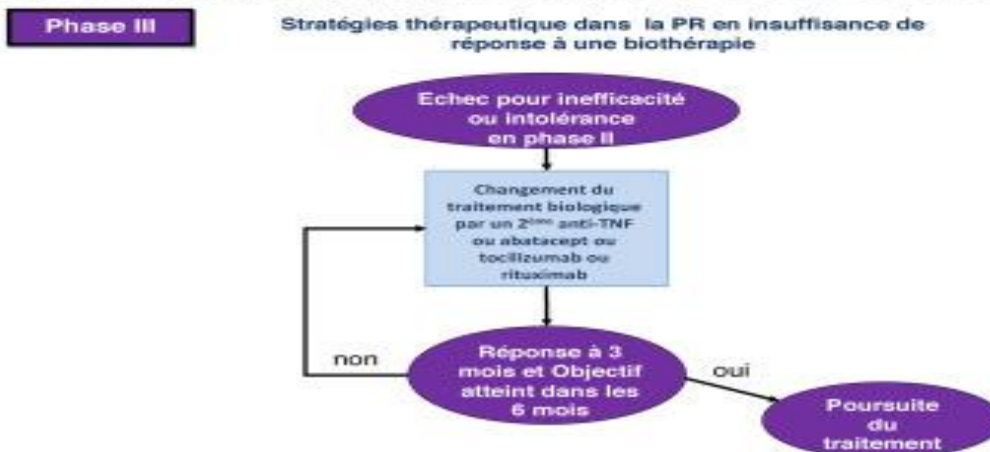 Phase III
Stratégies thérapeutique dans la PR en insuffisance de
réponse à une biothérapie
Echec pour inefficacité
ou intolérance
en phase II
Changement du
traitement biologique
par un 2ème anti-TNF
ou abatacept ou
tocilizumab ou
rituximab
Réponse à 3
mois et Objectif
atteint dans les
6 mois
non
oui
Poursuite
du
traitement